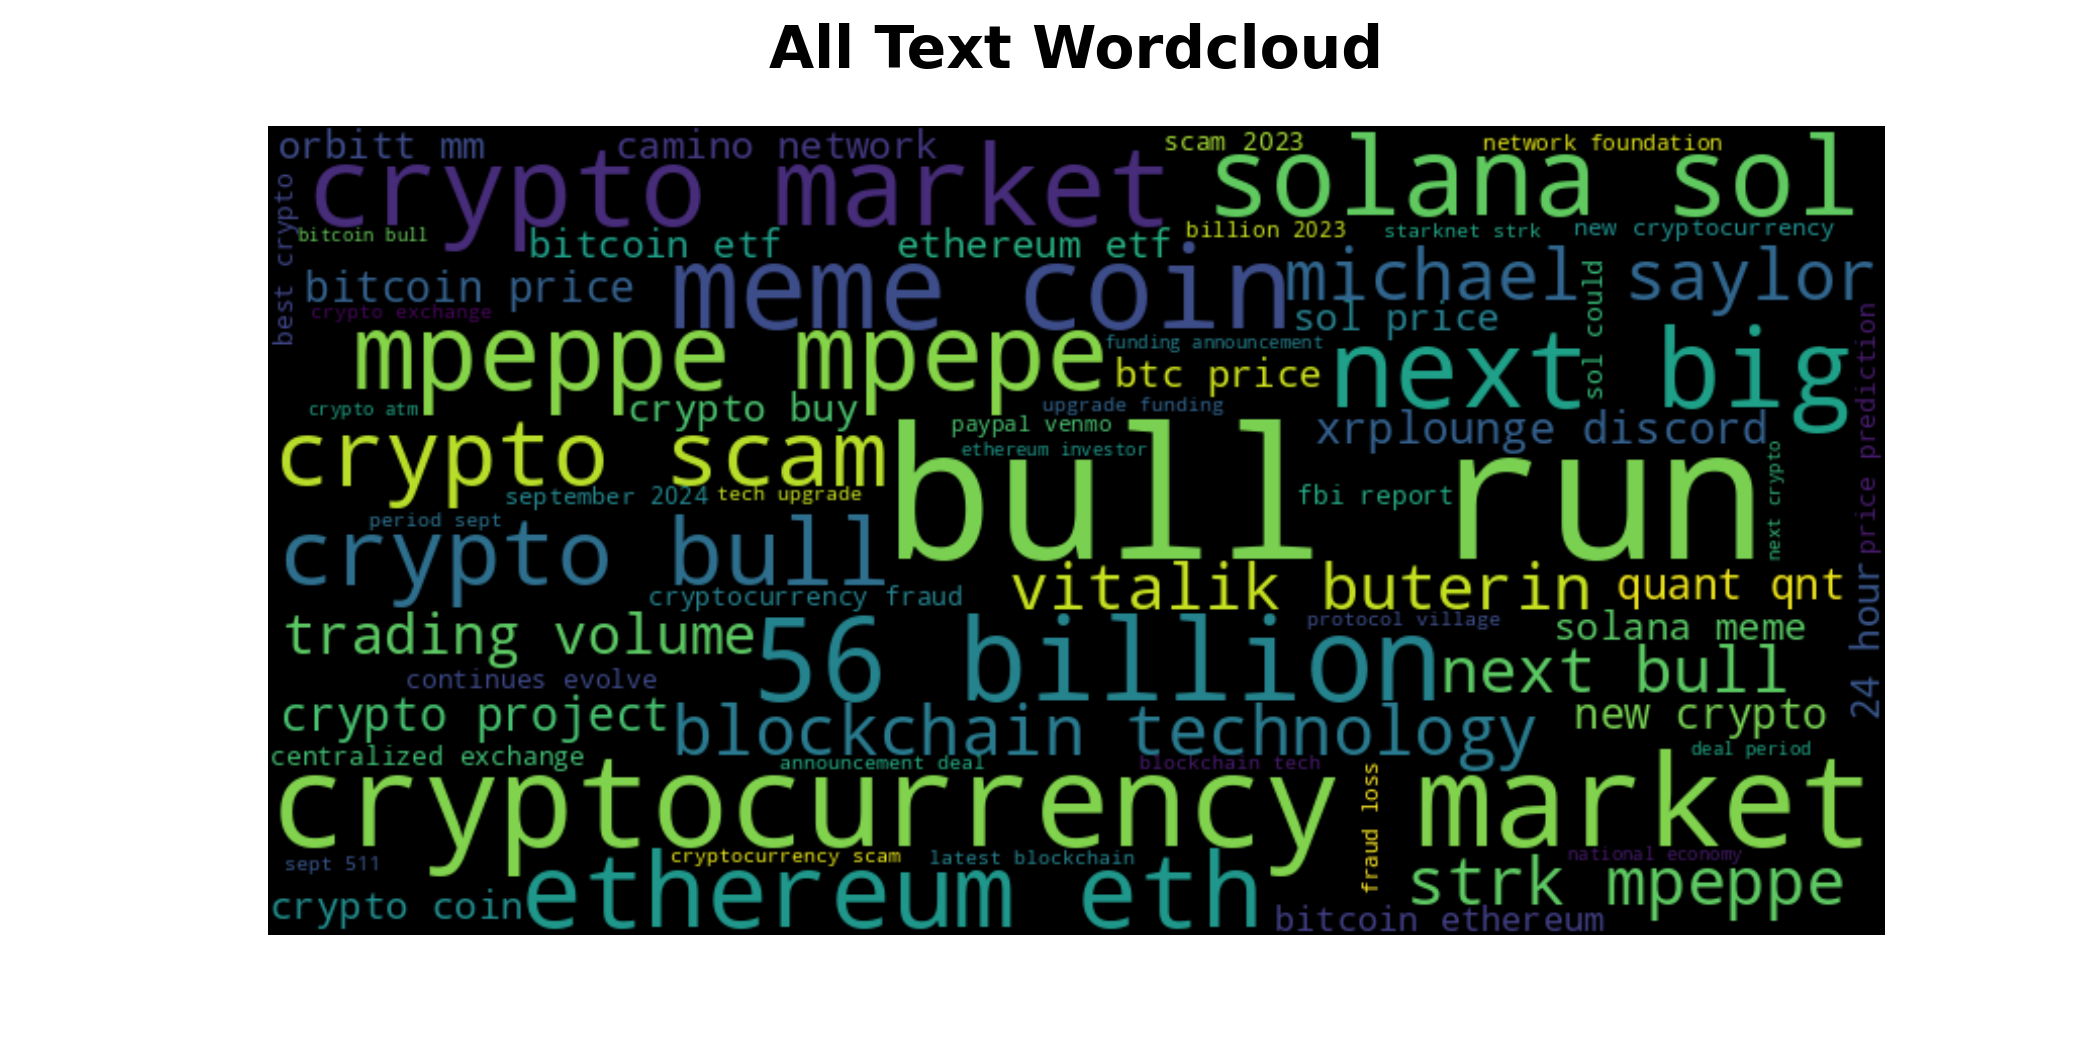 All Text Wordcloud
orbitt mm
camino network
scam 2023
network foundation
crypto market
solana sol
best crypto
bitcoin bull
bitcoin etf
ethereum etf
billion 2023
starknet strk
new cryptocurrency
bitcoin price
meme coin
michael saylor
crypto exchange
sol price
sol could
mpeppe mpepe
funding announcement
next big
price prediction
btc price
crypto atm
crypto buy
upgrade funding
paypal venmo
xrplounge discord
crypto scam
ethereum investor
bull run
september 2024
tech upgrade
fbi report
next crypto
period sept
crypto bull
cryptocurrency fraud
vitalik buterin
quant qnt
24 hour
trading volume
56 billion
protocol village
solana meme
continues evolve
next bull
crypto project
blockchain technology
new crypto
centralized exchange
announcement deal
blockchain tech
deal period
cryptocurrency market
fraud loss
sept 511
cryptocurrency scam
latest blockchain
national economy
crypto coin
ethereum eth
strk mpeppe
bitcoin ethereum